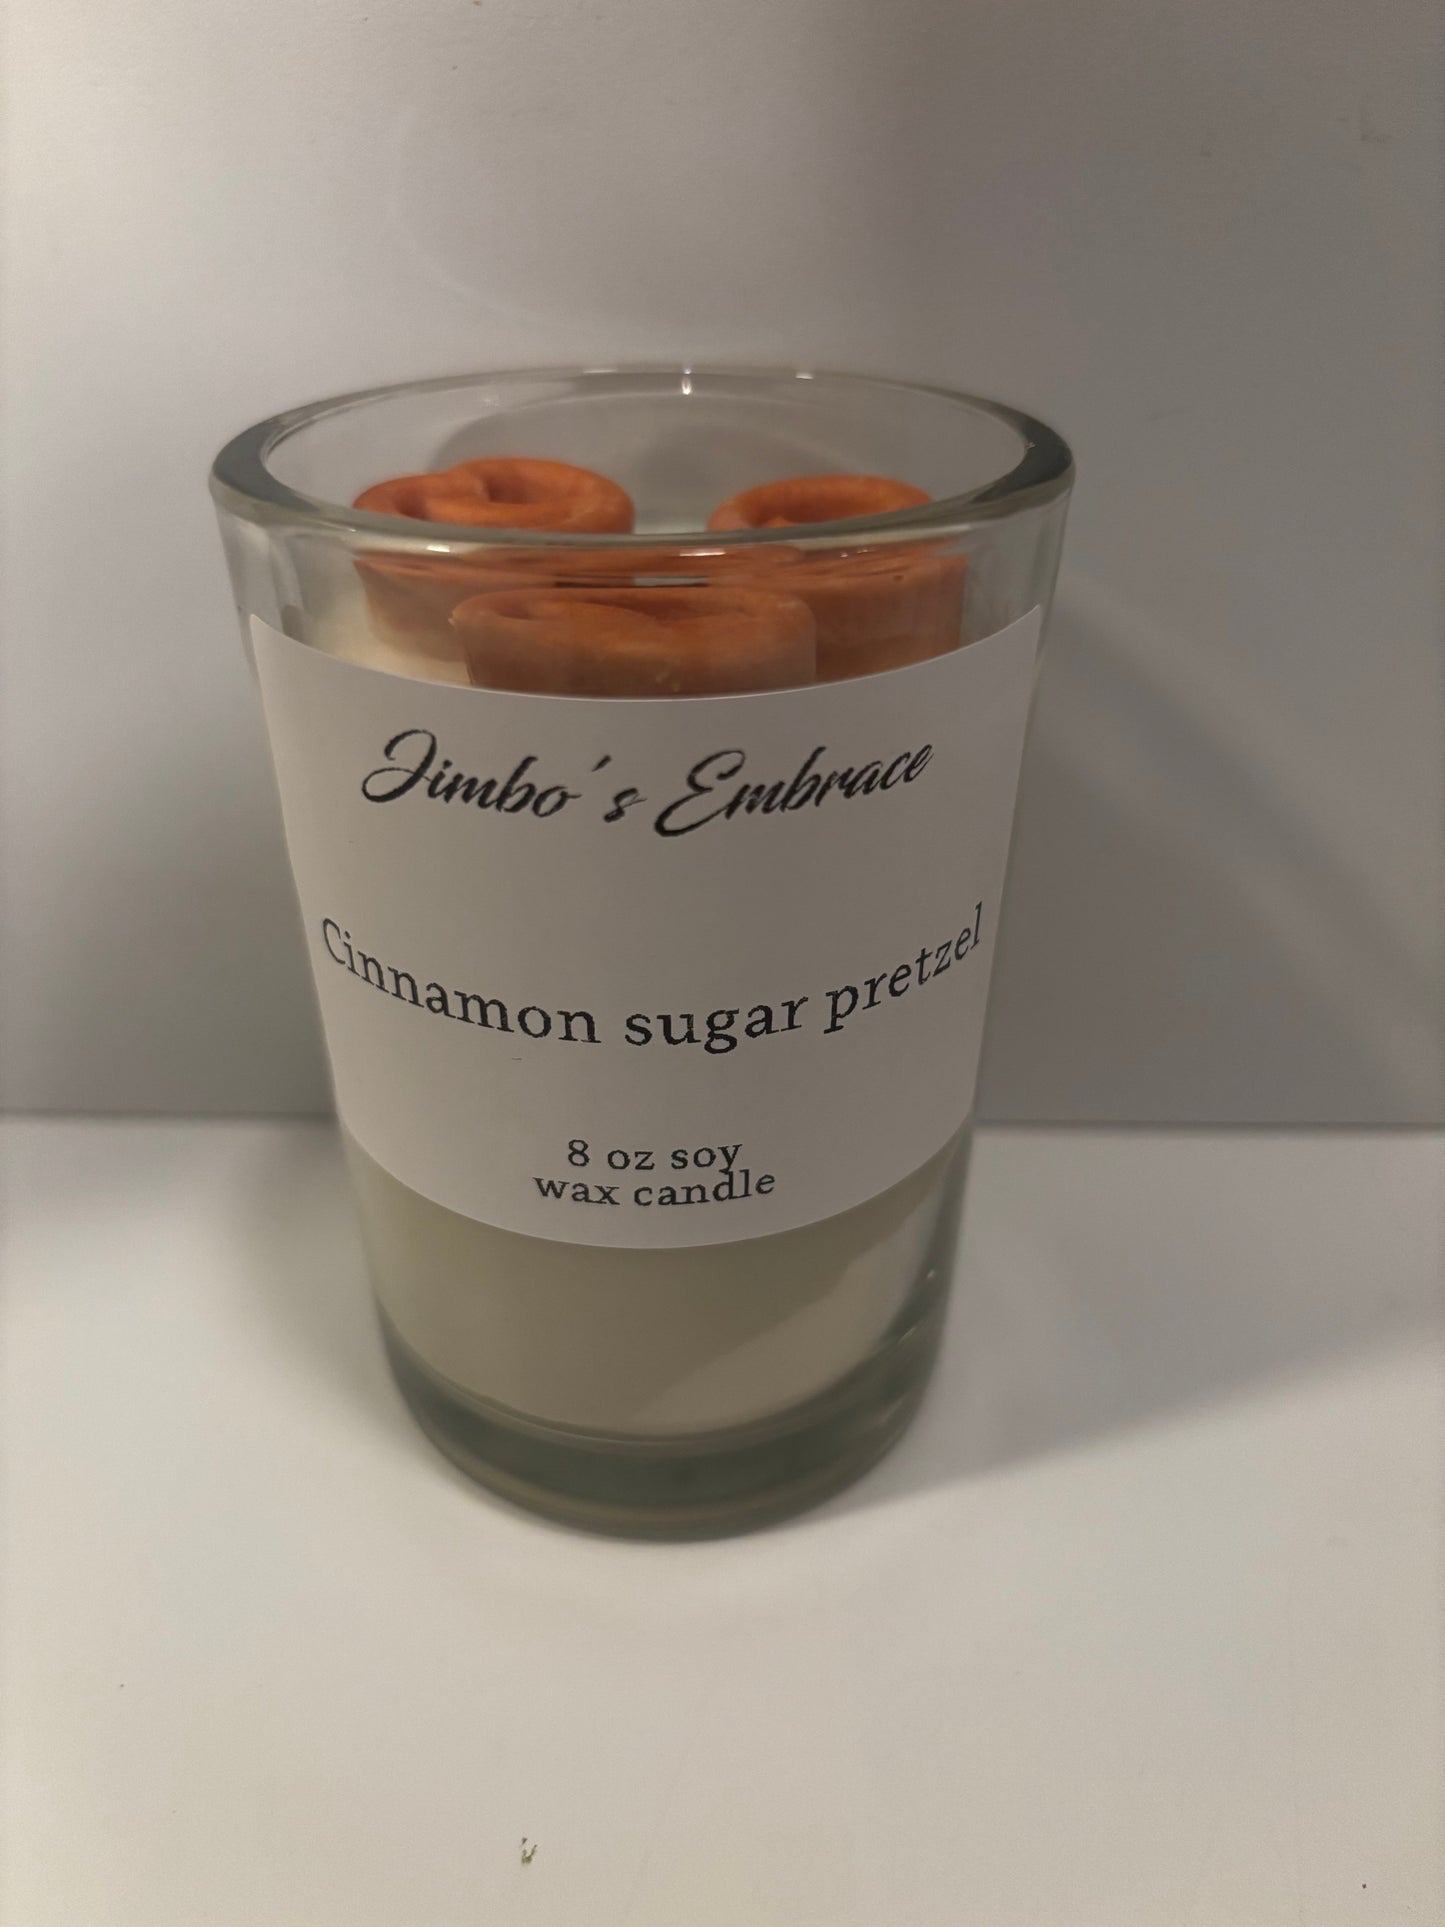 Jimbo's Embrace
Cinnamon sugar pretzel
8 oz soy
wax candle